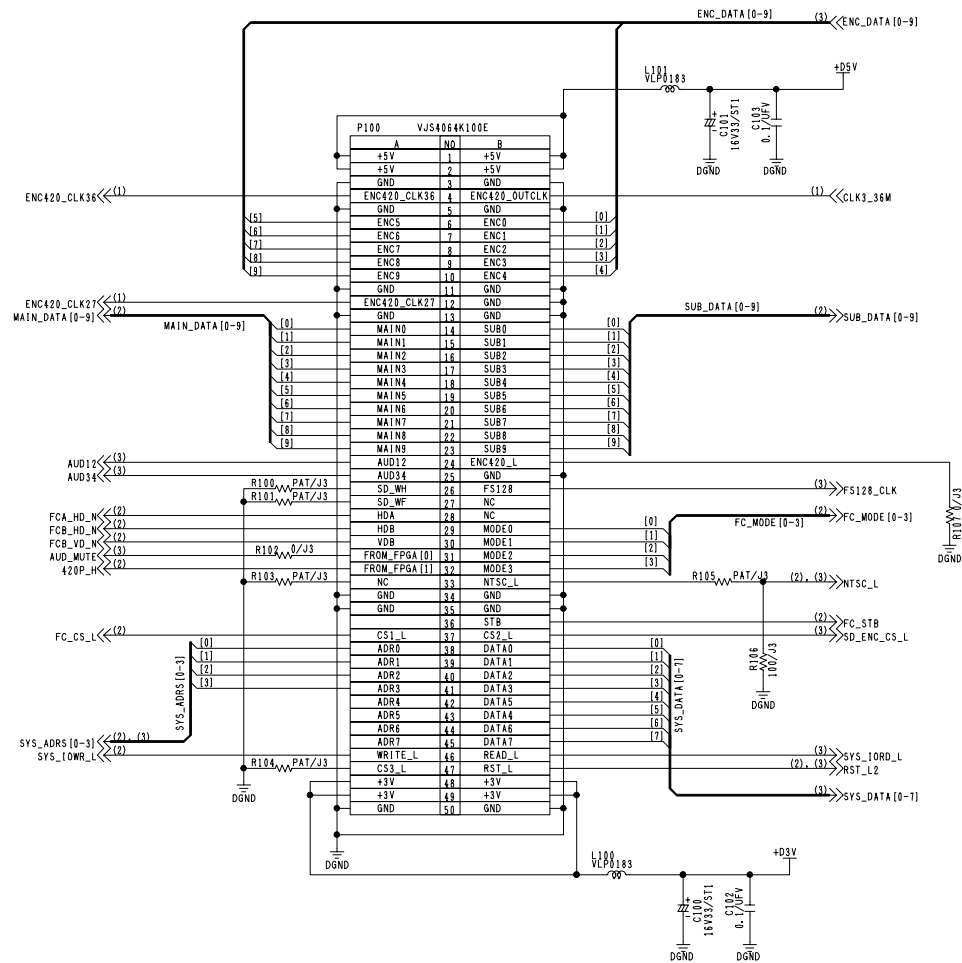 ENC_DATA[0-9] (3) ENC_DATA[0-9]
L101
VLP0183
+D5V
C101
16V33/ST1
C103
0.1/UFV
DGND DGND
P100 VJS4064K100E
A NO B
+5V 1 +5V
+5V 2 +5V
GND 3 GND
ENC420_CLK36 (1) ENC420_CLK36 4 ENC420_OUTCLK (1) CLK3_36M
GND 5 GND
[5] ENC5 6 ENC0 [0]
[6] ENC6 7 ENC1 [1]
[7] ENC7 8 ENC2 [2]
[8] ENC8 9 ENC3 [3]
[9] ENC9 10 ENC4 [4]
GND 11 GND
ENC420_CLK27 (1) ENC420_CLK27 12 GND
MAIN_DATA[0-9] (2) GND 13 GND SUB_DATA[0-9] (2) SUB_DATA[0-9]
MAIN_DATA[0-9] [0] MAIN0 14 SUB0 [0]
[1] MAIN1 15 SUB1 [1]
[2] MAIN2 16 SUB2 [2]
[3] MAIN3 17 SUB3 [3]
[4] MAIN4 18 SUB4 [4]
[5] MAIN5 19 SUB5 [5]
[6] MAIN6 20 SUB6 [6]
[7] MAIN7 21 SUB7 [7]
[8] MAIN8 22 SUB8 [8]
[9] MAIN9 23 SUB9 [9]
AUD12 (3) AUD12 24 ENC420_L
AUD34 (3) AUD34 25 GND
R100 PAT/J3 SD_WH 26 FS128 (3) FS128_CLK
R101 PAT/J3 SD_WF 27 NC
FCA_HD_N (2) HDA 28 NC FC_MODE[0-3] (2) FC_MODE[0-3]
FCB_HD_N (2) HDB 29 MODE0 [0]
FCB_VD_N (2) VDB 30 MODE1 [1]
AUD_MUTE (3) R102 0/J3 FROM_FPGA[0] 31 MODE2 [2]
420P_H (2) FROM_FPGA[1] 32 MODE3 [3]
R107 0/J3
DGND
R103 PAT/J3 NC 33 NTSC_L R105 PAT/J3 (2),(3) NTSC_L
GND 34 GND
GND 35 GND
36 STB (2) FC_STB
FC_CS_L (2) CS1_L 37 CS2_L (3) SD_ENC_CS_L
[0] ADR0 38 DATA0 [0]
[1] ADR1 39 DATA1 [1]
[2] ADR2 40 DATA2 [2]
[3] ADR3 41 DATA3 [3]
ADR4 42 DATA5 [4]
ADR5 43 DATA4 [5]
ADR6 44 DATA6 [6]
ADR7 45 DATA7 [7]
SYS_ADRS[0-3]
SYS_DATA[0-7]
R106 100/J3
DGND
SYS_ADRS[0-3] (2),(3)
SYS_IOWR_L (2) WRITE_L 46 READ_L (3) SYS_IORD_L
R104 PAT/J3 CS3_L 47 RST_L (2),(3) RST_L2
+3V 48 +3V
+3V 49 +3V (3) SYS_DATA[0-7]
GND 50 GND
DGND
DGND
L100
VLP0183
+D3V
C100
16V33/ST1
C102
0.1/UFV
DGND DGND